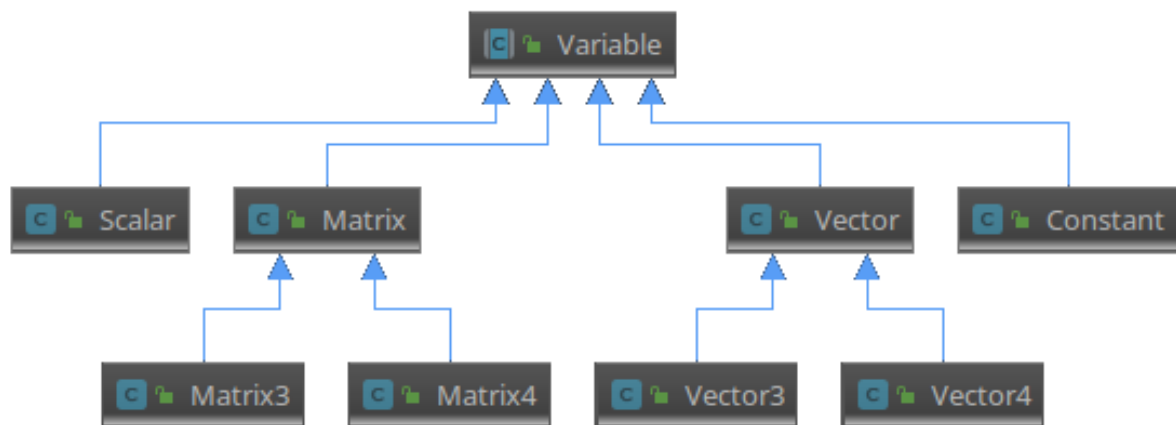 C Variable
C Scalar
C Matrix
C Vector
C Constant
C Matrix3
C Matrix4
C Vector3
C Vector4